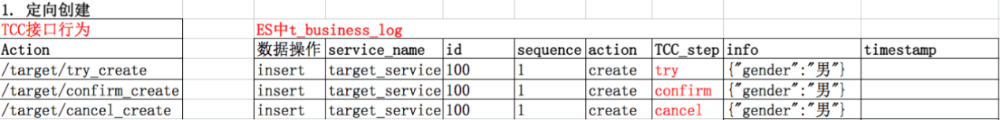 1. 定向创建
TCC接口行为 ES中t_business_log
Action 数据操作 service_name id sequence action TCC_step info timestamp
/target/try_create insert target_service 100 1 create try {"gender":"男"}
/target/confirm_create insert target_service 100 1 create confirm {"gender":"男"}
/target/cancel_create insert target_service 100 1 create cancel {"gender":"男"}